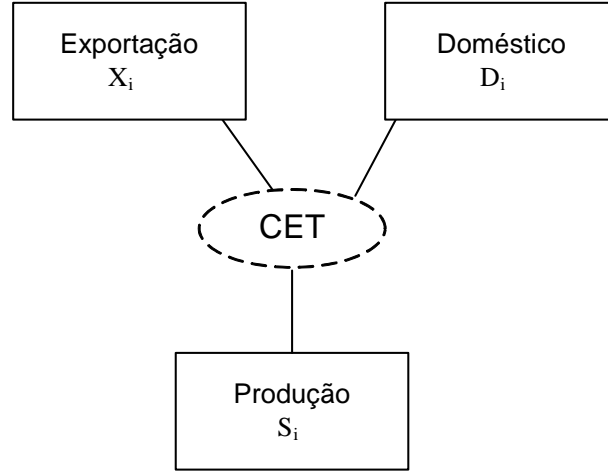 Exportação
Xᵢ
Doméstico
Dᵢ
CET
Produção
Sᵢ